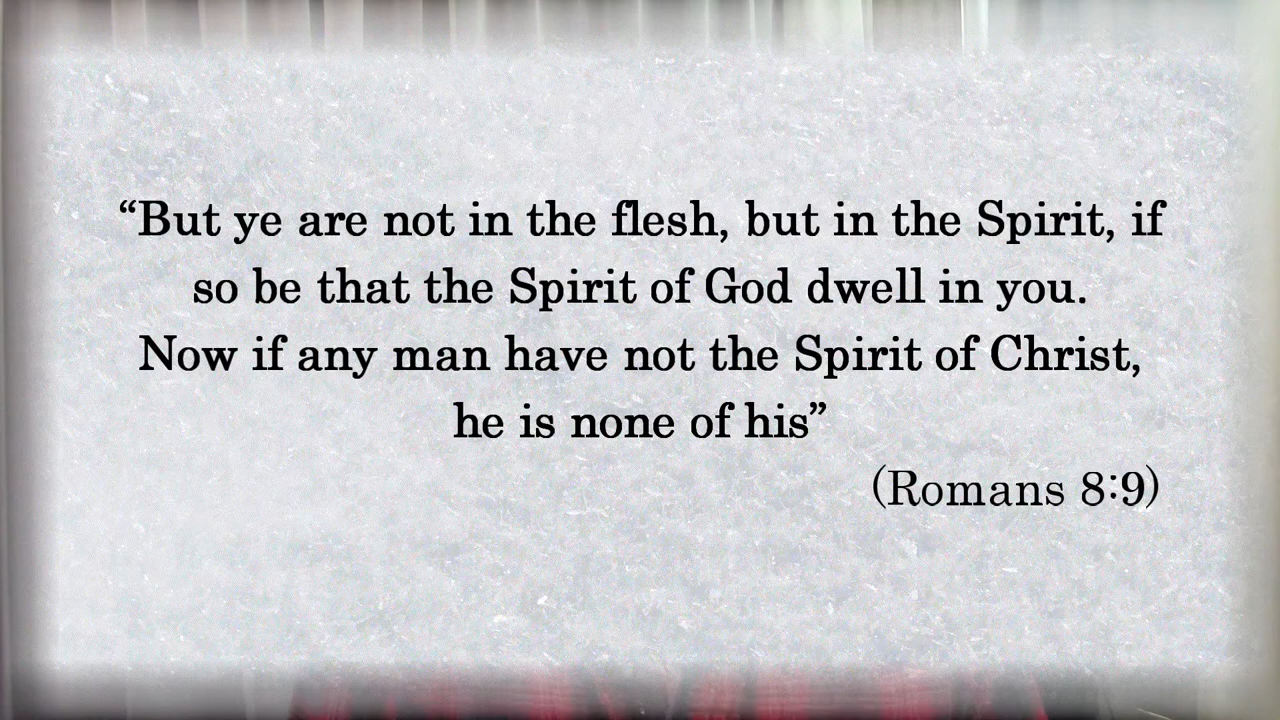 “But ye are not in the flesh, but in the Spirit, if
so be that the Spirit of God dwell in you.
Now if any man have not the Spirit of Christ,
he is none of his”
(Romans 8:9)